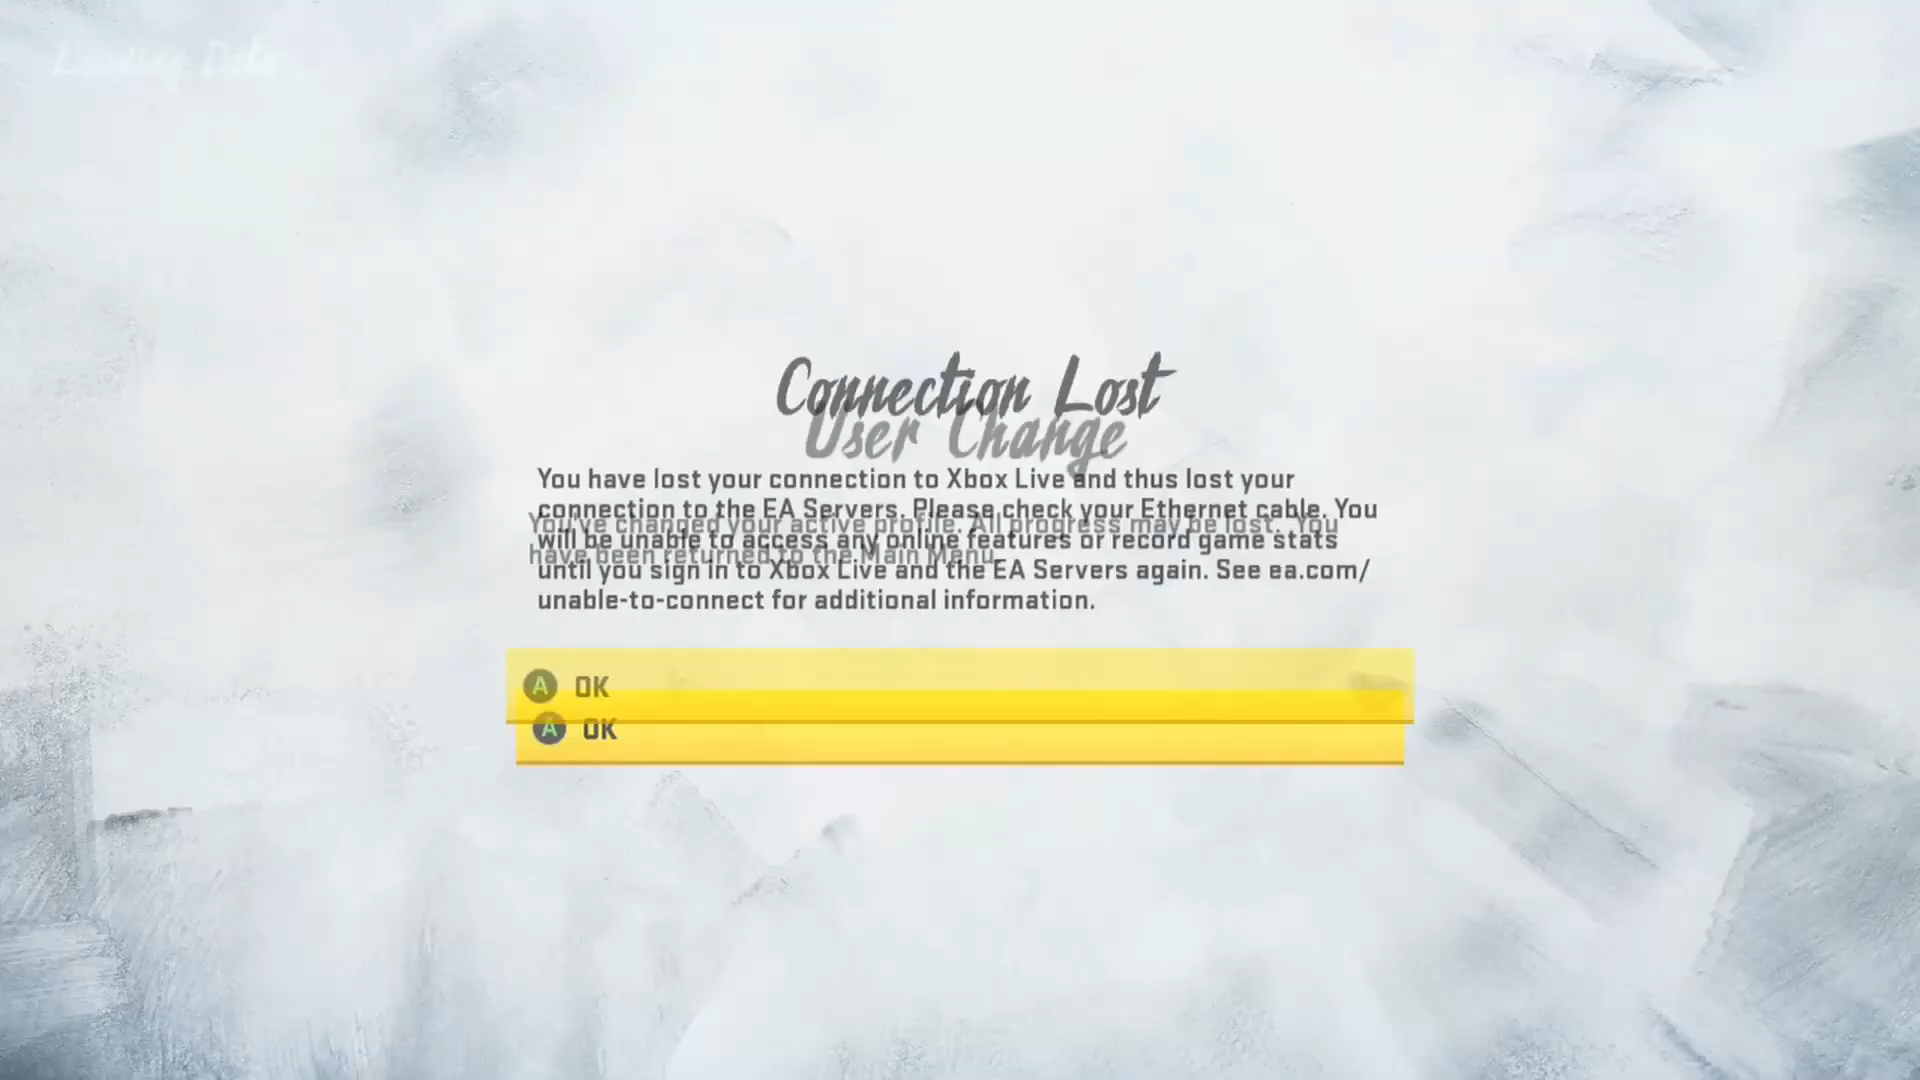 Loading Data
Connection Lost
User Change
You have lost your connection to Xbox Live and thus lost your
connection to the EA Servers. Please check your Ethernet cable. You
You've changed your active profile. All progress may be lost. You
will be unable to access any online features or record game stats
have been returned to the Main Menu.
until you sign in to Xbox Live and the EA Servers again. See ea.com/
unable-to-connect for additional information.
A OK
A OK